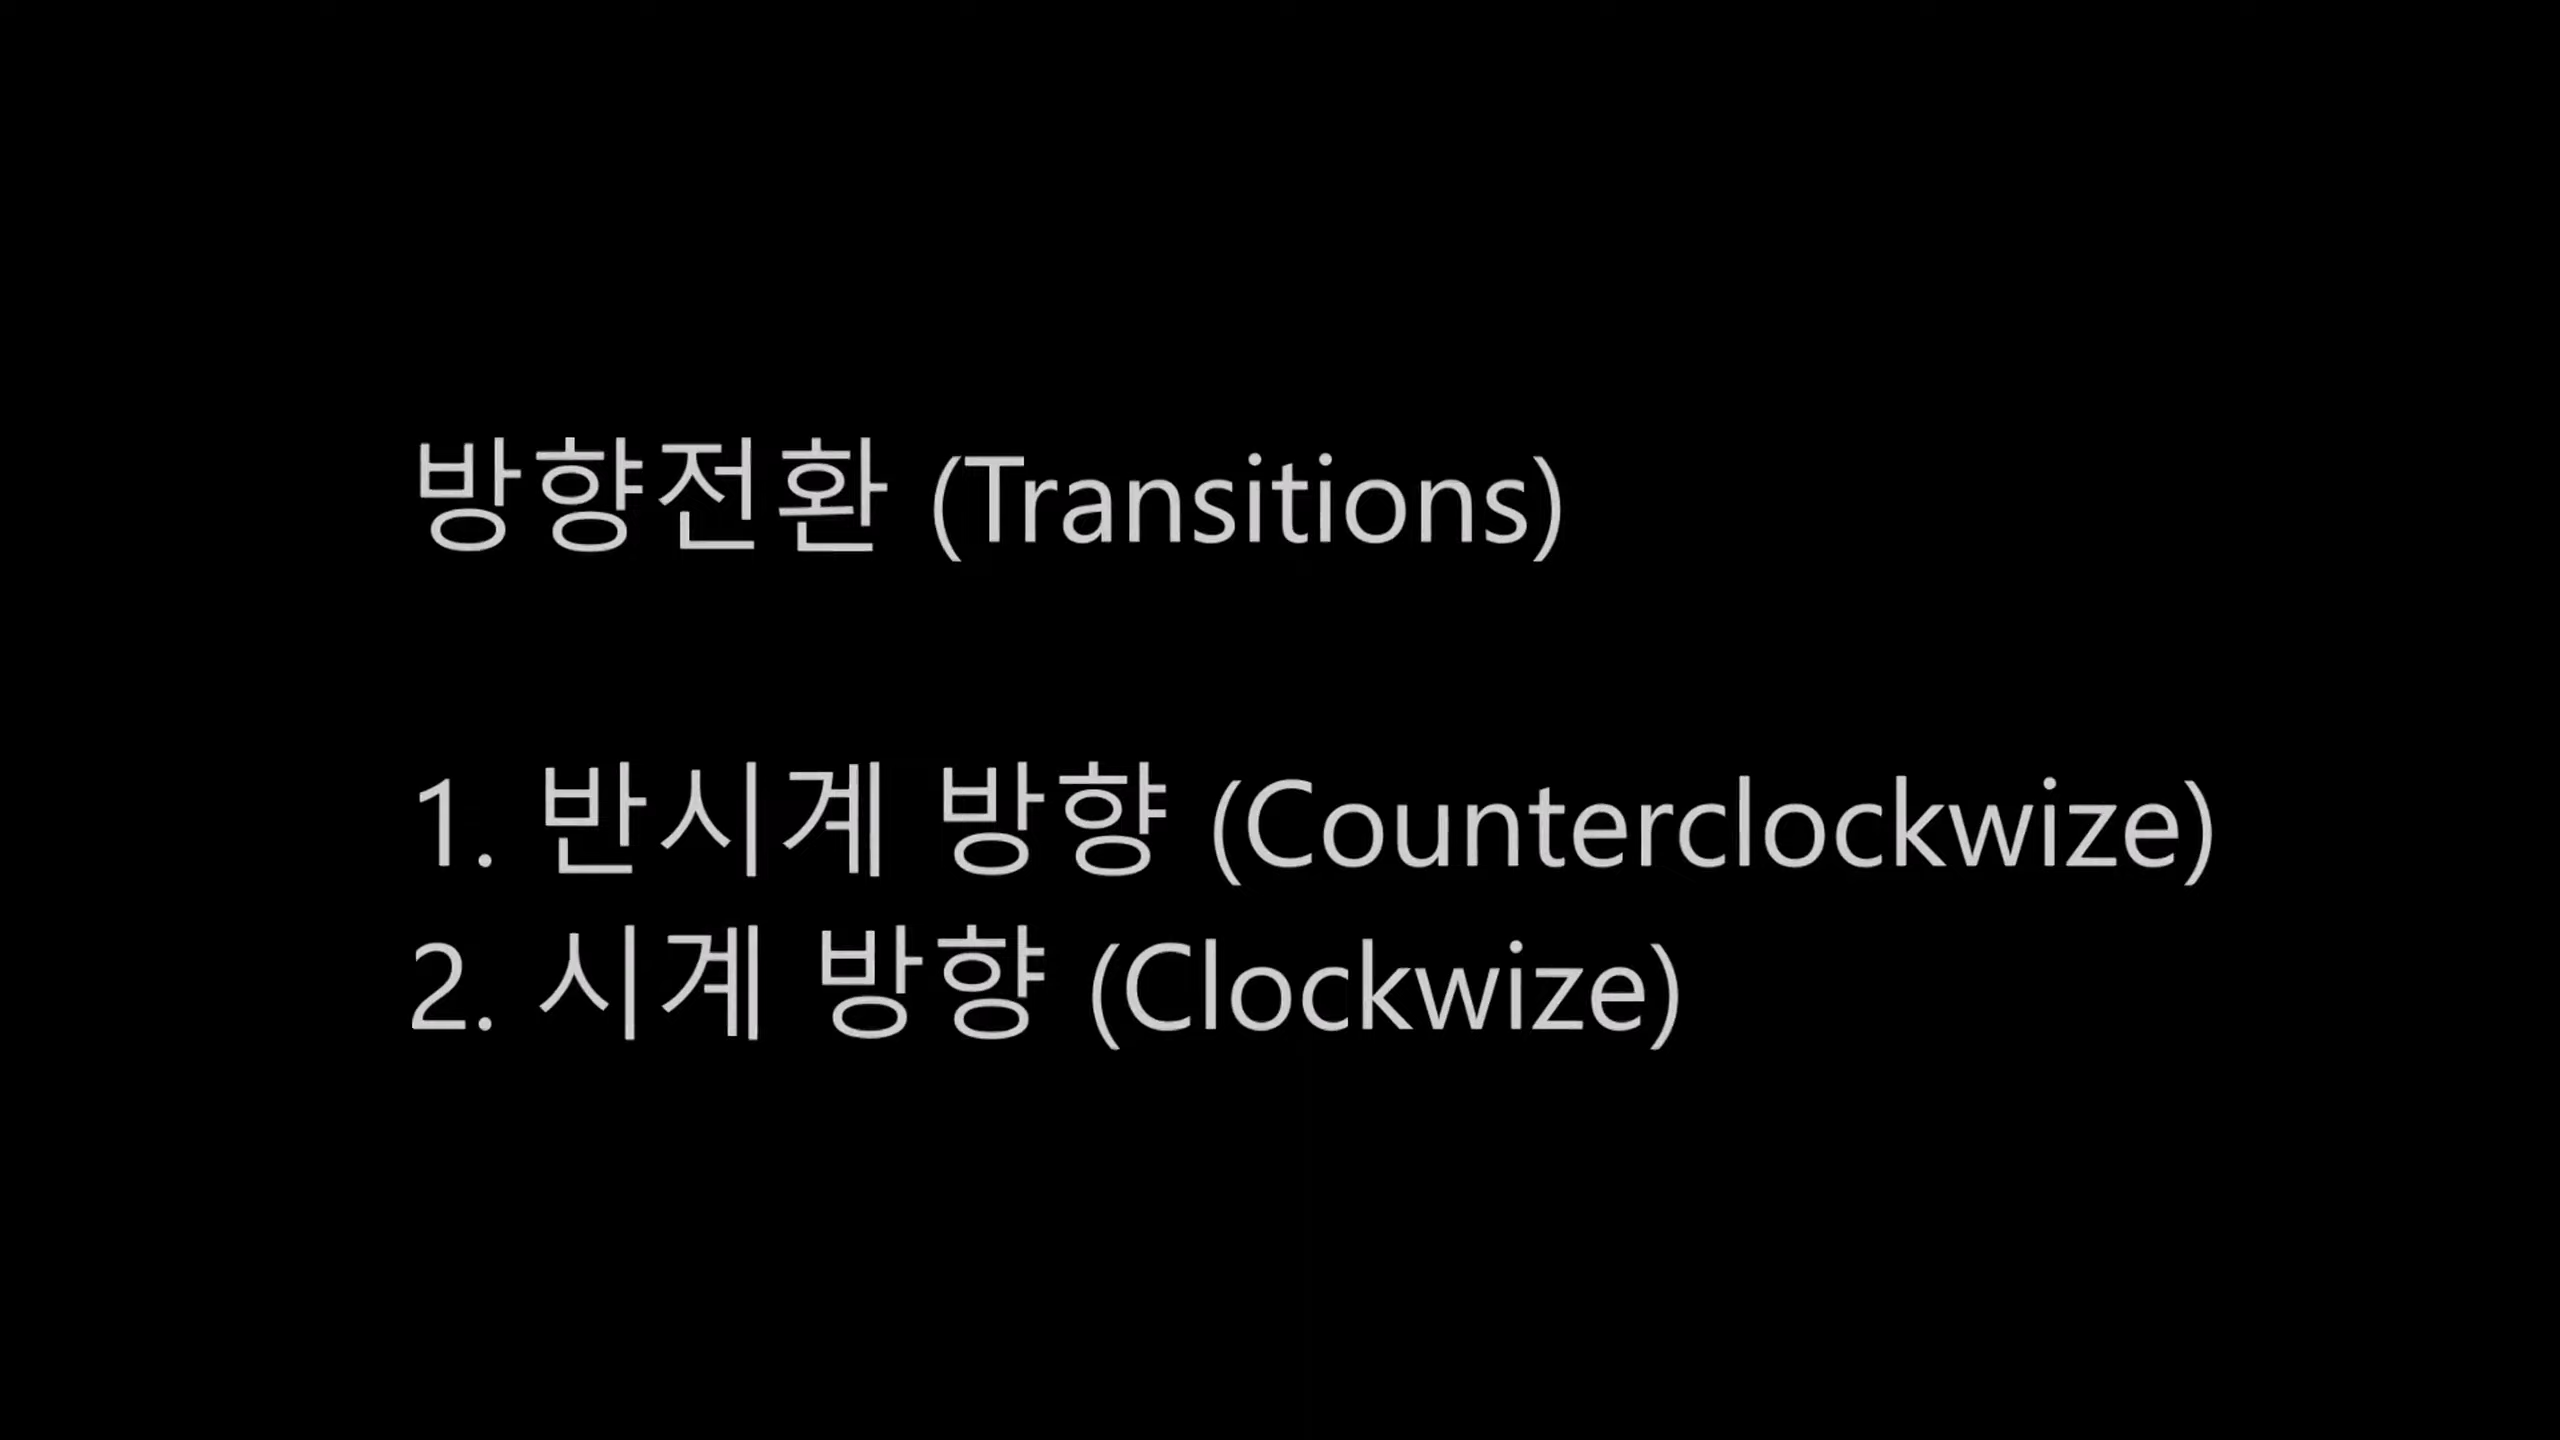 방향전환 (Transitions)
1. 반시계 방향 (Counterclockwize)
2. 시계 방향 (Clockwize)